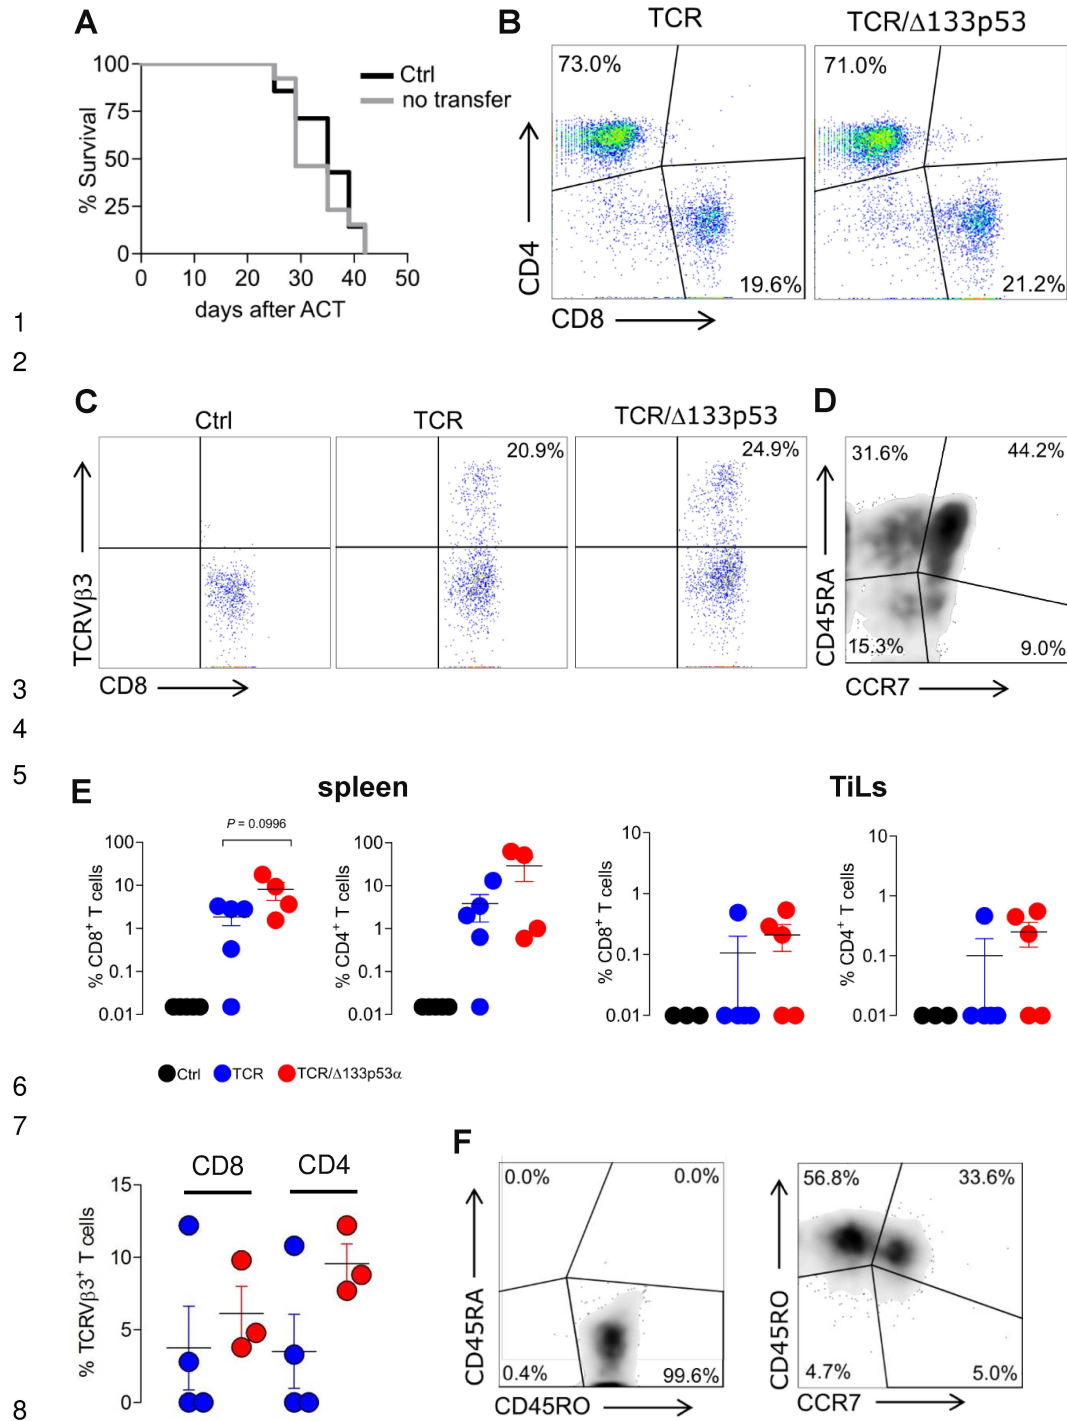 A
100
75
50
25
0
% Survival
0 10 20 30 40 50
days after ACT
Ctrl
no transfer
B
TCR
TCR/Δ133p53
73.0%
19.6%
71.0%
21.2%
CD4
CD8
1
2
C
Ctrl
TCR
TCR/Δ133p53
20.9%
24.9%
TCRVβ3
CD8
D
31.6%
44.2%
15.3%
9.0%
CD45RA
CCR7
3
4
5
E
spleen
TiLs
P = 0.0996
% CD8+ T cells
100
10
1
0.1
0.01
% CD4+ T cells
100
10
1
0.1
0.01
% CD8+ T cells
10
1
0.1
0.01
% CD4+ T cells
10
1
0.1
0.01
Ctrl TCR TCR/Δ133p53α
6
7
CD8 CD4
% TCRVβ3+ T cells
15
10
5
0
F
0.0%
0.0%
0.4%
99.6%
CD45RA
CD45RO
56.8%
33.6%
4.7%
5.0%
CD45RO
CCR7
8